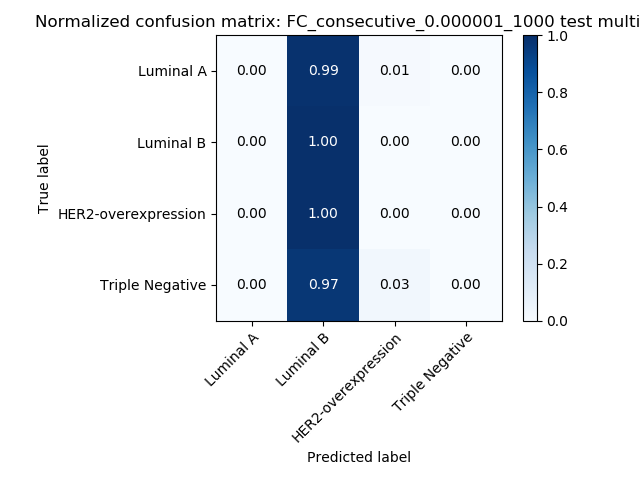 Normalized confusion matrix: FC_consecutive_0.000001_1000 test multi
True label
Luminal A 0.00 0.99 0.01 0.00
Luminal B 0.00 1.00 0.00 0.00
HER2-overexpression 0.00 1.00 0.00 0.00
Triple Negative 0.00 0.97 0.03 0.00
Luminal A
Luminal B
HER2-overexpression
Triple Negative
Predicted label
1.0
0.8
0.6
0.4
0.2
0.0